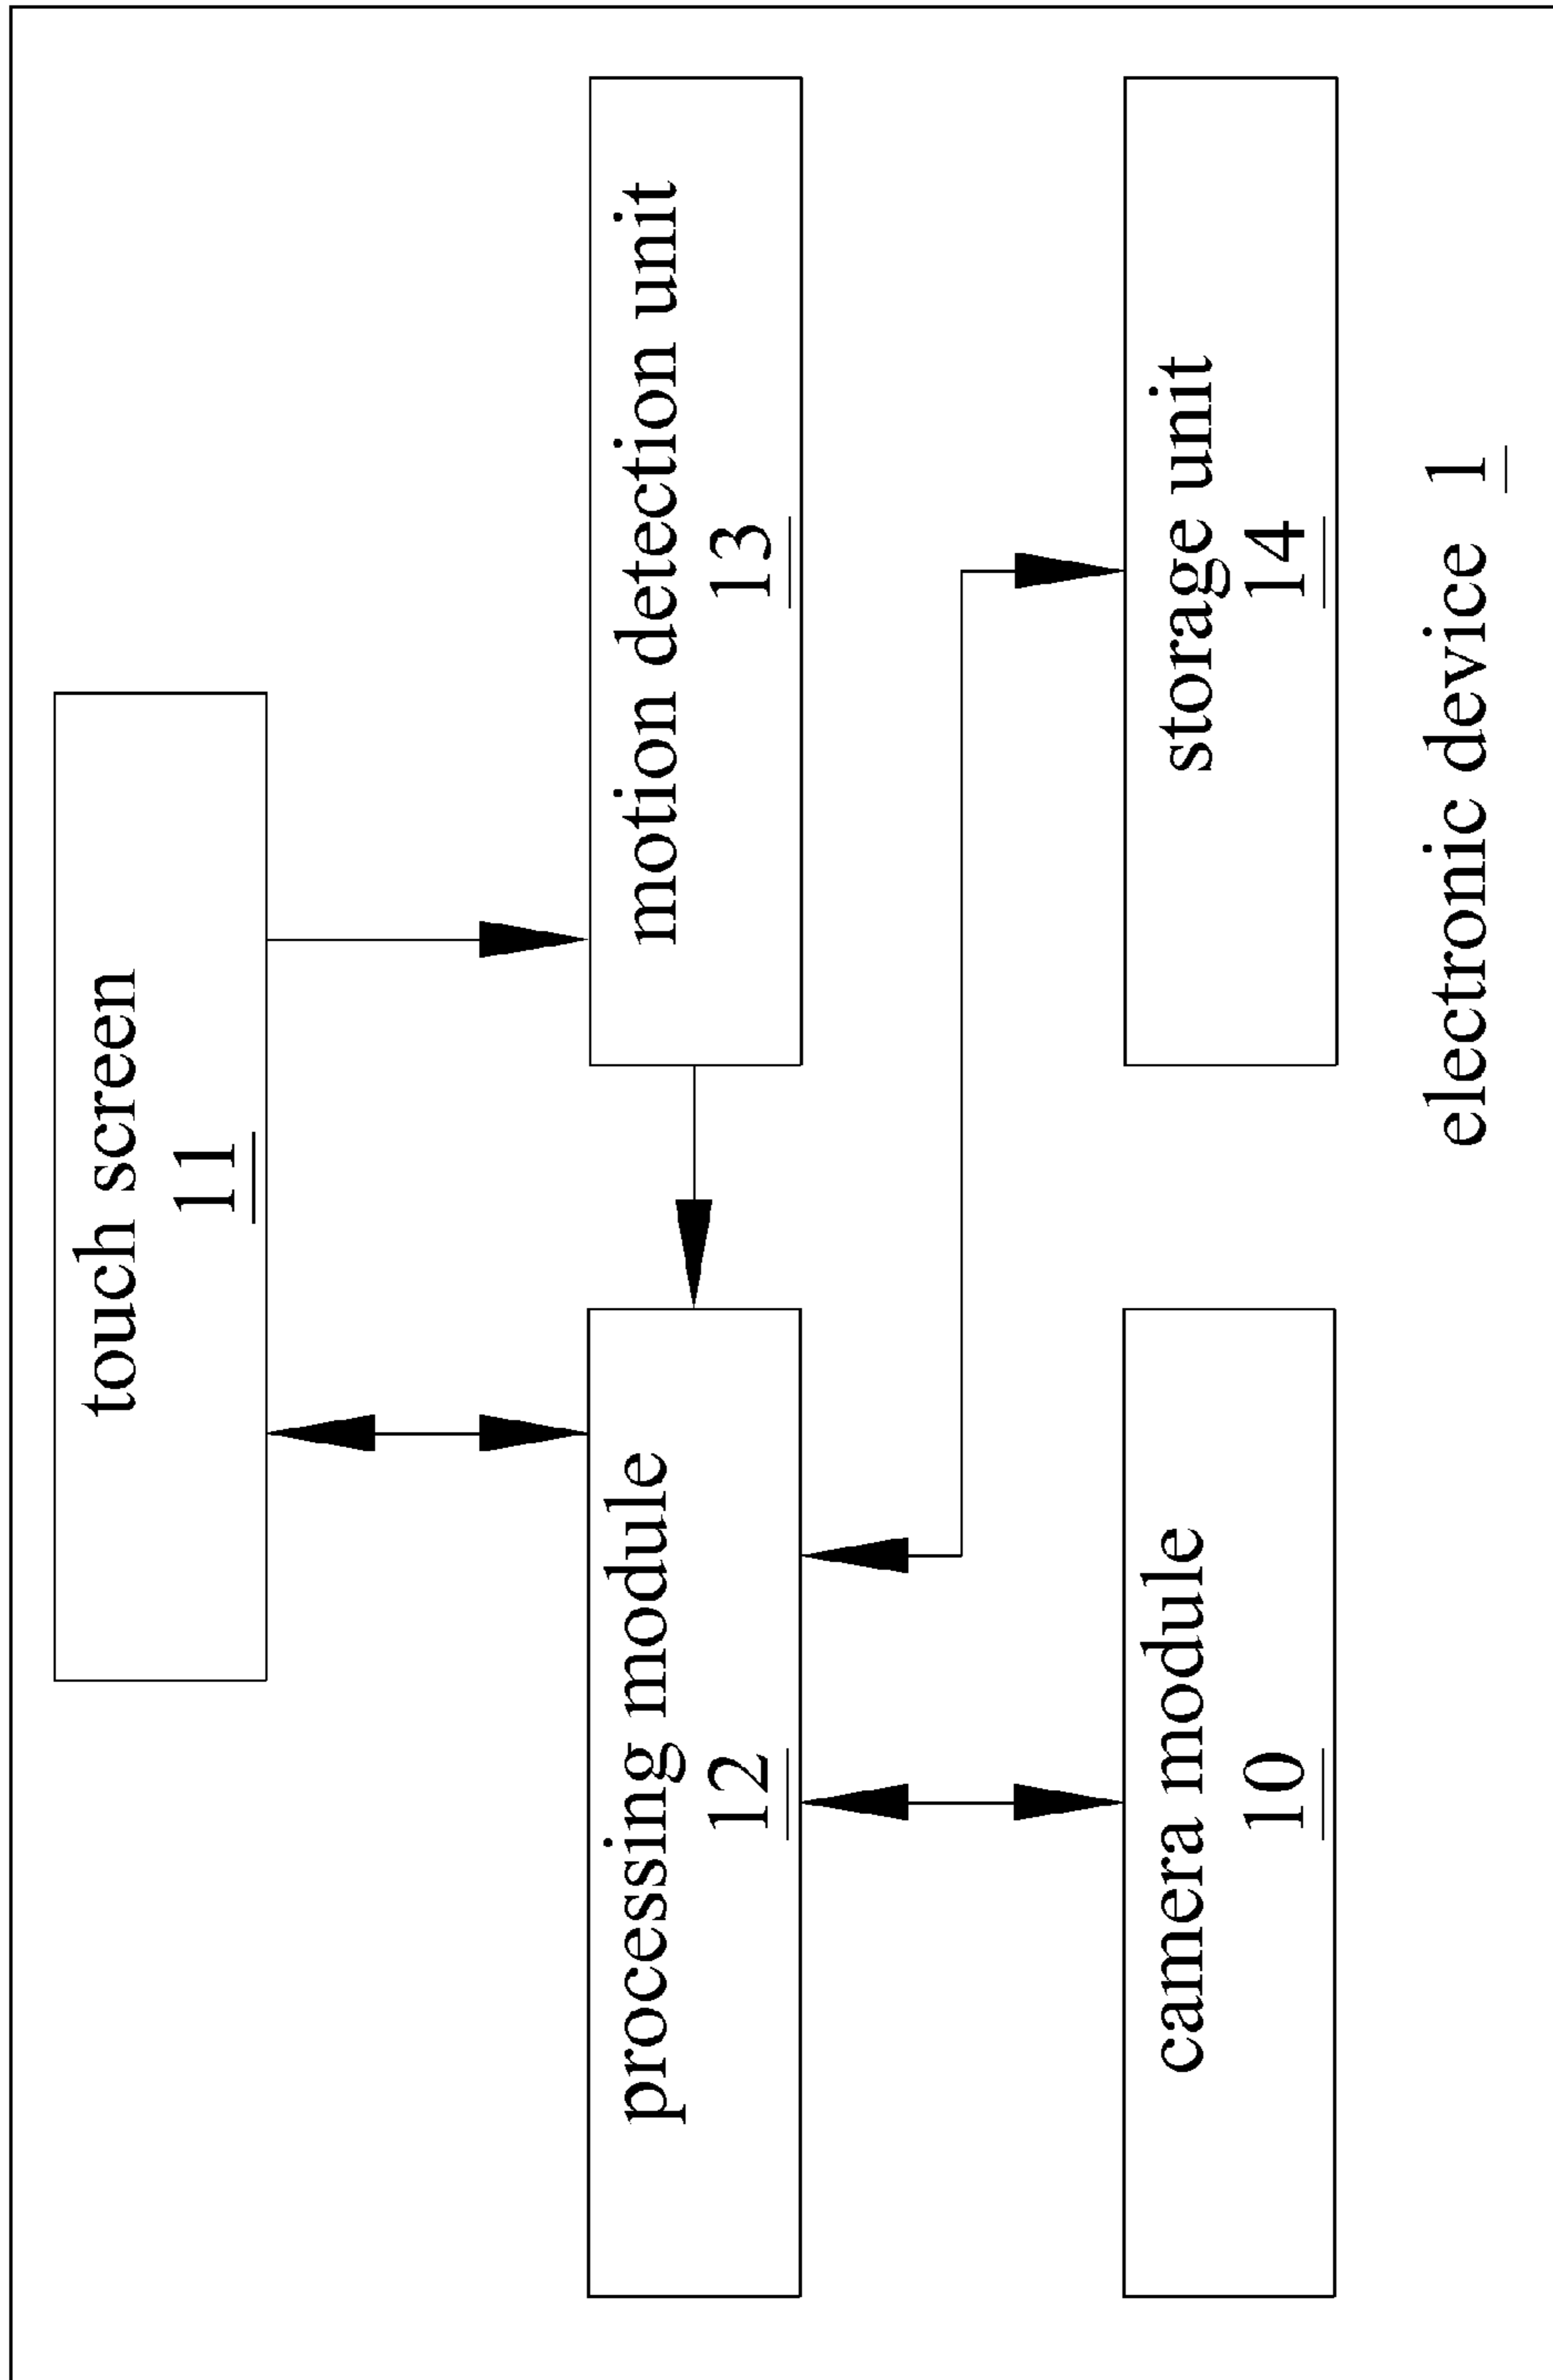 touch screen
11
processing module
12
motion detection unit
13
camera module
10
storage unit
14
electronic device 1